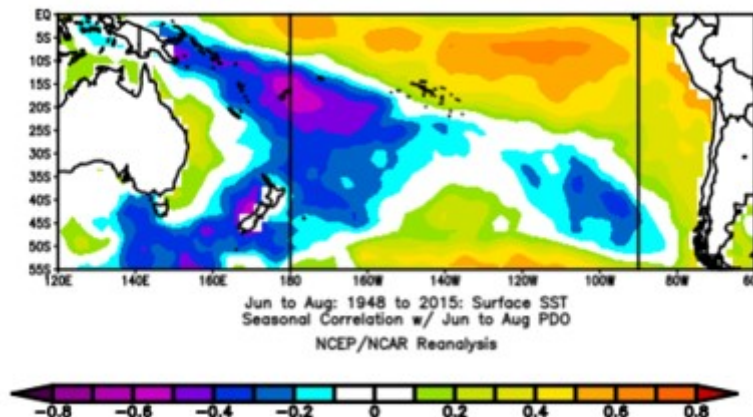 EQ
5S
10S
15S
20S
25S
30S
35S
40S
45S
50S
55S
120E 140E 160E 180 160W 140W 120W 100W 80W
Jun to Aug: 1948 to 2015: Surface SST
Seasonal Correlation w/ Jun to Aug PDO
NCEP/NCAR Reanalysis
-0.8 -0.6 -0.4 -0.2 0 0.2 0.4 0.6 0.8